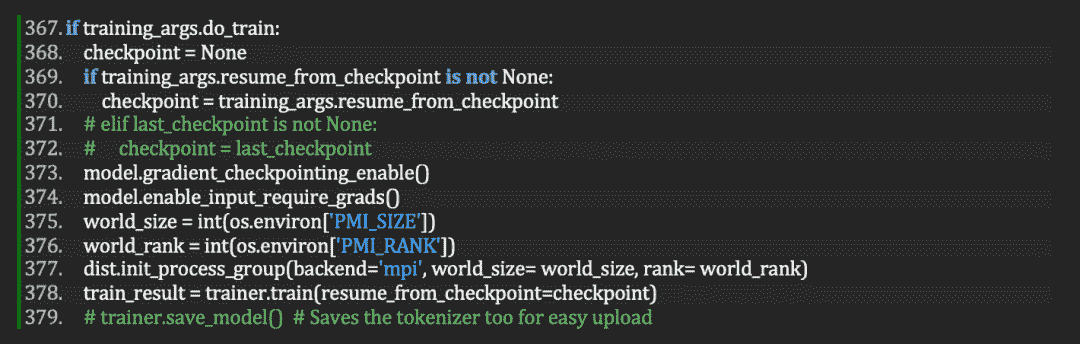 367. if training_args.do_train:
368.     checkpoint = None
369.     if training_args.resume_from_checkpoint is not None:
370.         checkpoint = training_args.resume_from_checkpoint
371.     # elif last_checkpoint is not None:
372.     #     checkpoint = last_checkpoint
373.     model.gradient_checkpointing_enable()
374.     model.enable_input_require_grads()
375.     world_size = int(os.environ['PMI_SIZE'])
376.     world_rank = int(os.environ['PMI_RANK'])
377.     dist.init_process_group(backend='mpi', world_size= world_size, rank= world_rank)
378.     train_result = trainer.train(resume_from_checkpoint=checkpoint)
379.     # trainer.save_model()  # Saves the tokenizer too for easy upload